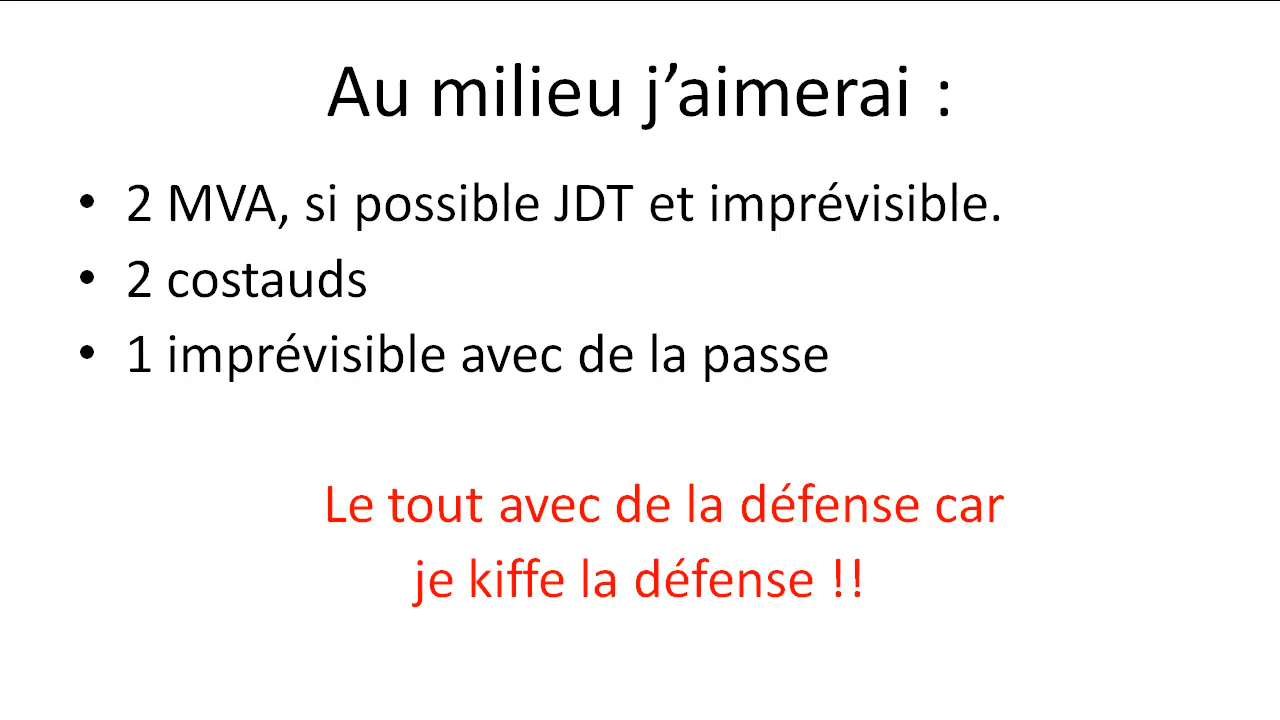 Au milieu j’aimerai :
• 2 MVA, si possible JDT et imprévisible.
• 2 costauds
• 1 imprévisible avec de la passe
Le tout avec de la défense car
je kiffe la défense !!